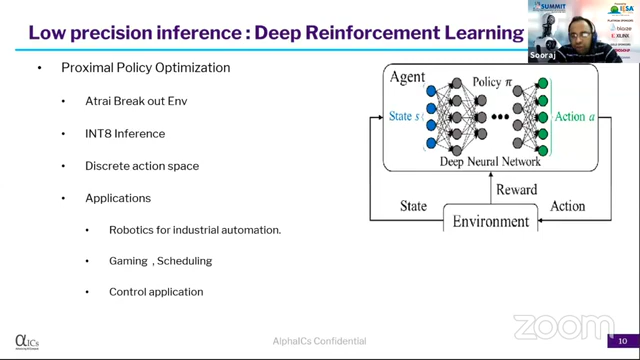 Low precision inference : Deep Reinforcement Learning
• Proximal Policy Optimization
• Atrai Break out Env
• INT8 Inference
• Discrete action space
• Applications
• Robotics for industrial automation.
• Gaming , Scheduling
• Control application
Agent
Policy π
State s
Action a
Deep Neural Network
Reward
State
Action
Environment
SUMMIT
IESA
Sooraj
αICs
AlphaICs Confidential
zoom
10